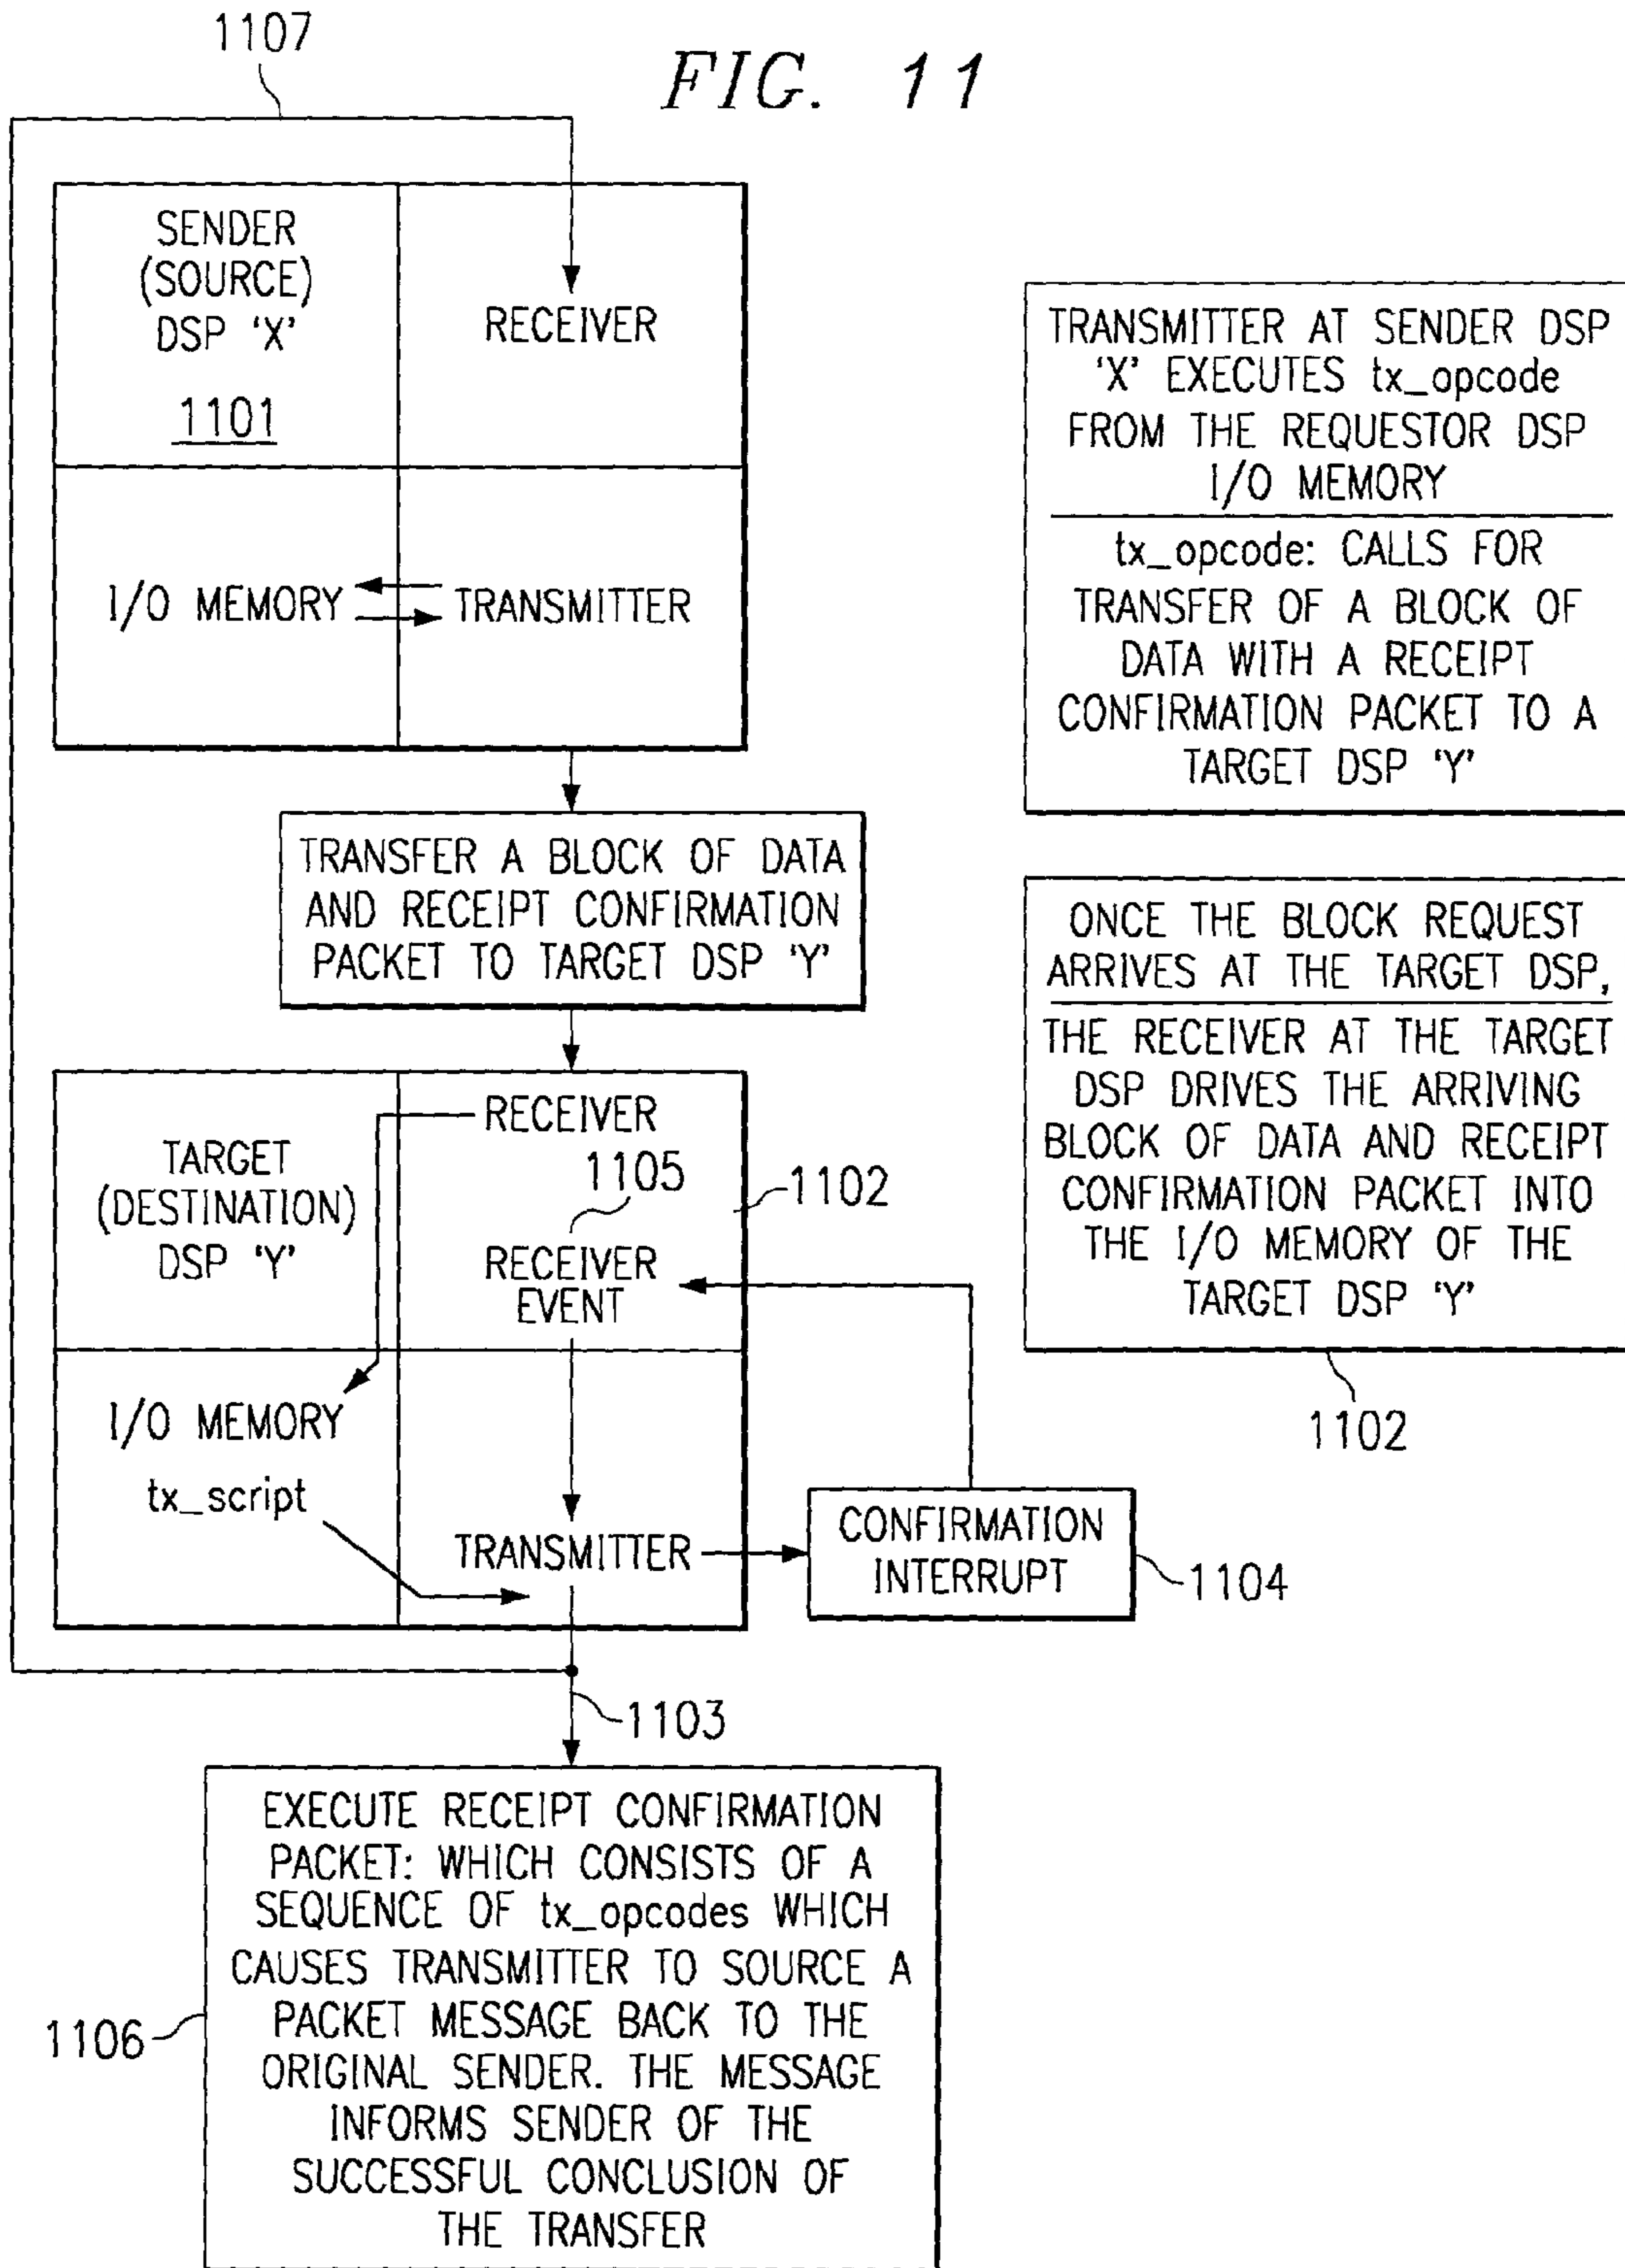 1107
FIG. 11
SENDER
(SOURCE)
DSP 'X'
1101
RECEIVER
I/O MEMORY
TRANSMITTER
TRANSMITTER AT SENDER DSP
'X' EXECUTES tx_opcode
FROM THE REQUESTOR DSP
I/O MEMORY
tx_opcode: CALLS FOR
TRANSFER OF A BLOCK OF
DATA WITH A RECEIPT
CONFIRMATION PACKET TO A
TARGET DSP 'Y'
TRANSFER A BLOCK OF DATA
AND RECEIPT CONFIRMATION
PACKET TO TARGET DSP 'Y'
ONCE THE BLOCK REQUEST
ARRIVES AT THE TARGET DSP,
THE RECEIVER AT THE TARGET
DSP DRIVES THE ARRIVING
BLOCK OF DATA AND RECEIPT
CONFIRMATION PACKET INTO
THE I/O MEMORY OF THE
TARGET DSP 'Y'
1102
TARGET
(DESTINATION)
DSP 'Y'
RECEIVER
1105
1102
RECEIVER
EVENT
I/O MEMORY
tx_script
TRANSMITTER
CONFIRMATION
INTERRUPT
1104
1103
EXECUTE RECEIPT CONFIRMATION
PACKET: WHICH CONSISTS OF A
SEQUENCE OF tx_opcodes WHICH
CAUSES TRANSMITTER TO SOURCE A
PACKET MESSAGE BACK TO THE
ORIGINAL SENDER. THE MESSAGE
INFORMS SENDER OF THE
SUCCESSFUL CONCLUSION OF
THE TRANSFER
1106